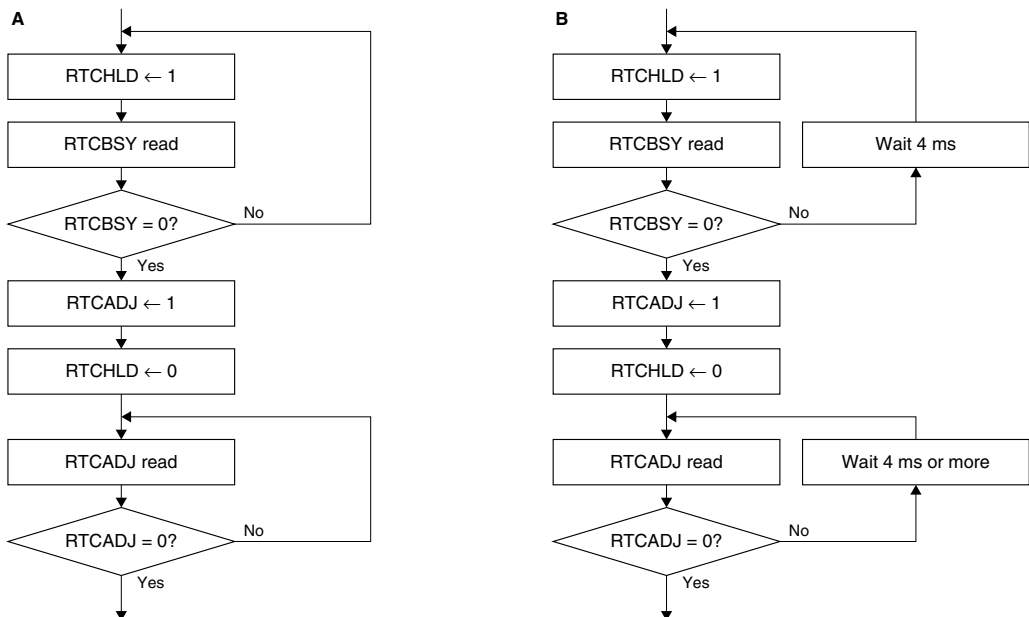 A
RTCHLD ← 1
RTCBSY read
RTCBSY = 0?
No
Yes
RTCADJ ← 1
RTCHLD ← 0
RTCADJ read
RTCADJ = 0?
No
Yes
B
RTCHLD ← 1
RTCBSY read
Wait 4 ms
RTCBSY = 0?
No
Yes
RTCADJ ← 1
RTCHLD ← 0
RTCADJ read
Wait 4 ms or more
RTCADJ = 0?
No
Yes